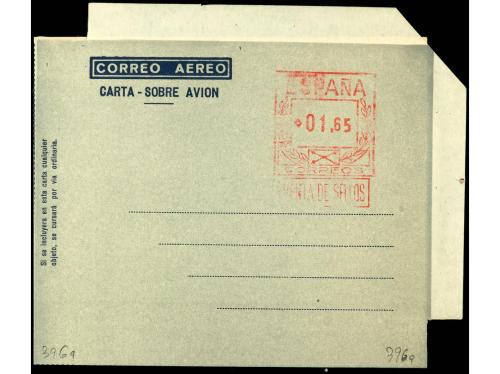 CORREO AEREO
CARTA - SOBRE AVION
ESPAÑA
01,65
CORREOS
VENTA DE SELLOS
Si se incluyera en esta carta cualquier
objeto, se cursará por vía ordinaria.
396a
396a